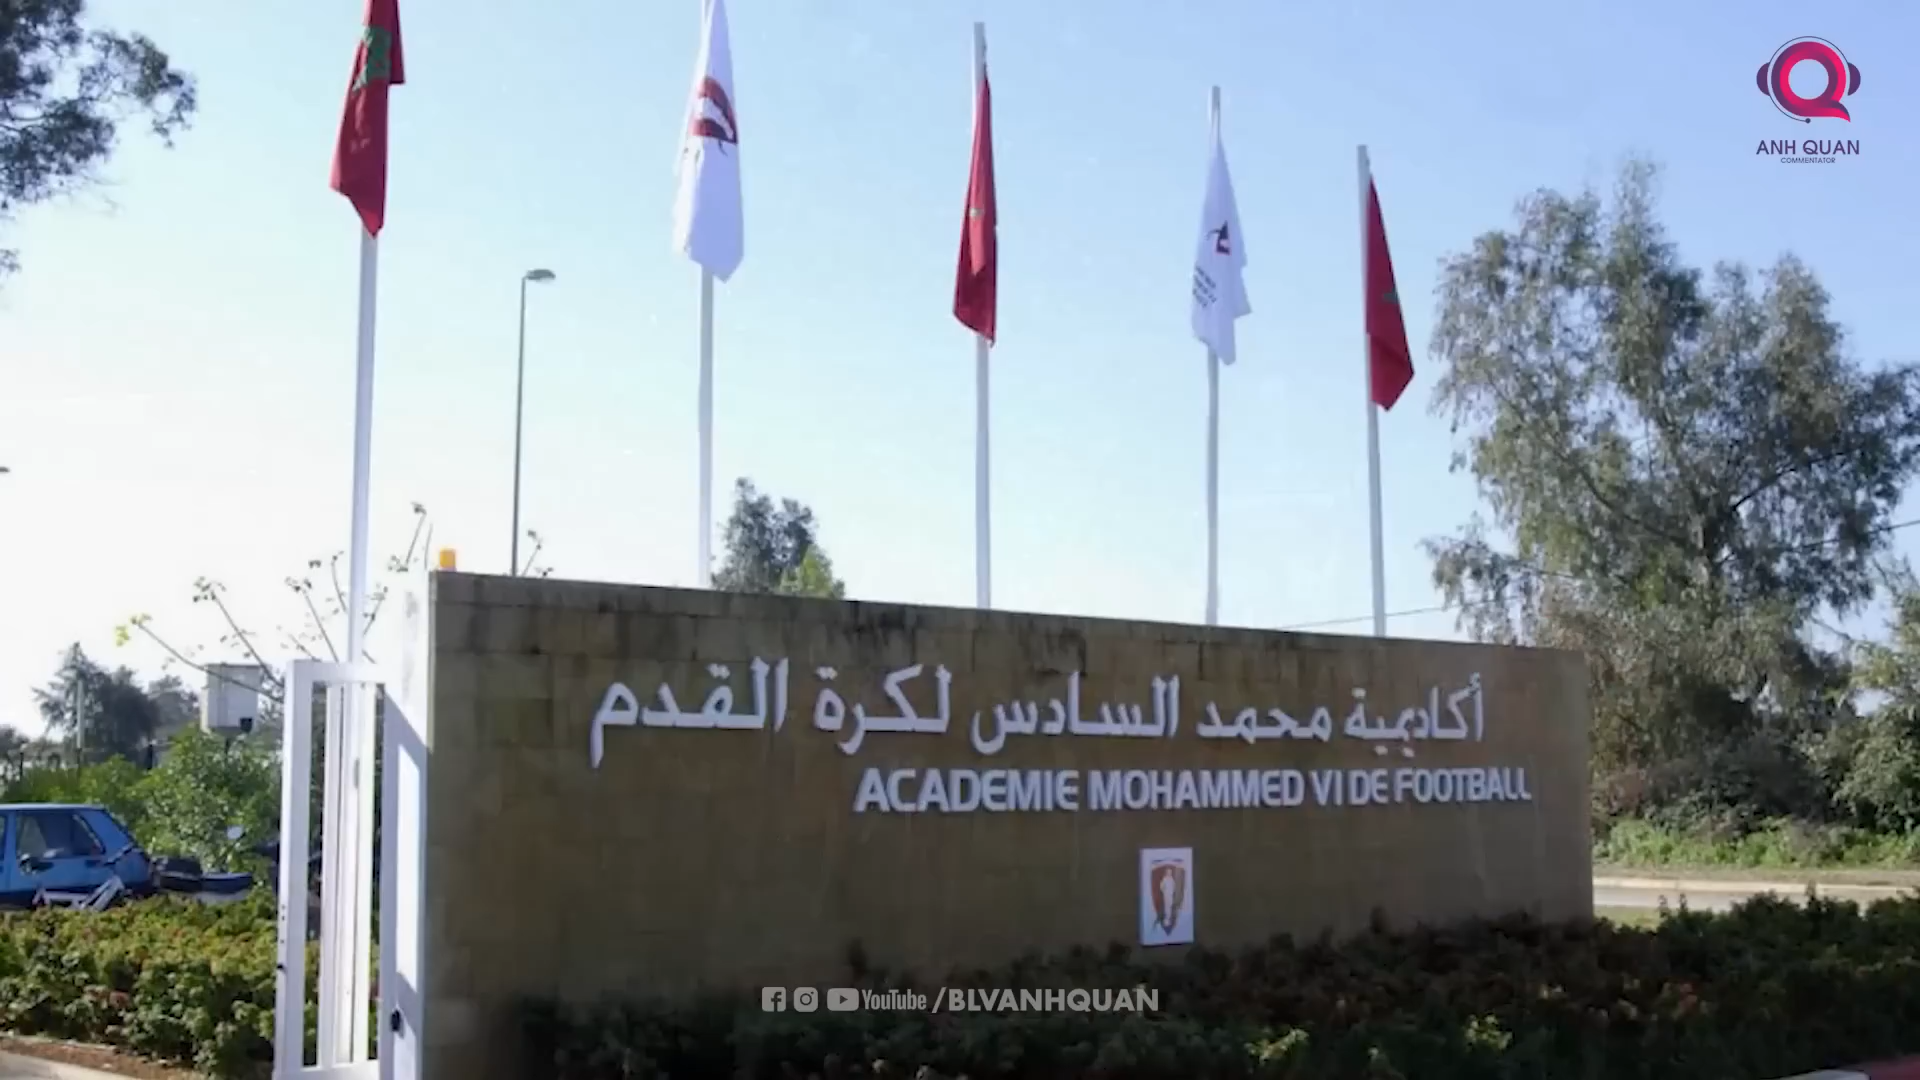 ANH QUAN
COMMENTATOR
أكاديمية محمد السادس لكرة القدم
ACADEMIE MOHAMMED VI DE FOOTBALL
YouTube /BLVANHQUAN